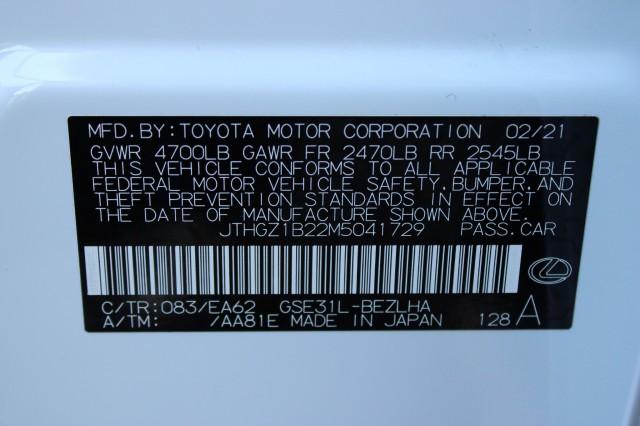 MFD.BY:TOYOTA MOTOR CORPORATION 02/21
GVWR 4700LB GAWR FR 2470LB RR 2545LB
THIS VEHICLE CONFORMS TO ALL APPLICABLE
FEDERAL MOTOR VEHICLE SAFETY,BUMPER,AND
THEFT PREVENTION STANDARDS IN EFFECT ON
THE DATE OF MANUFACTURE SHOWN ABOVE.
JTHGZ1B22M5041729 PASS.CAR
C/TR:083/EA62 GSE31L-BEZLHA
A/TM: /AA81E MADE IN JAPAN 128 A